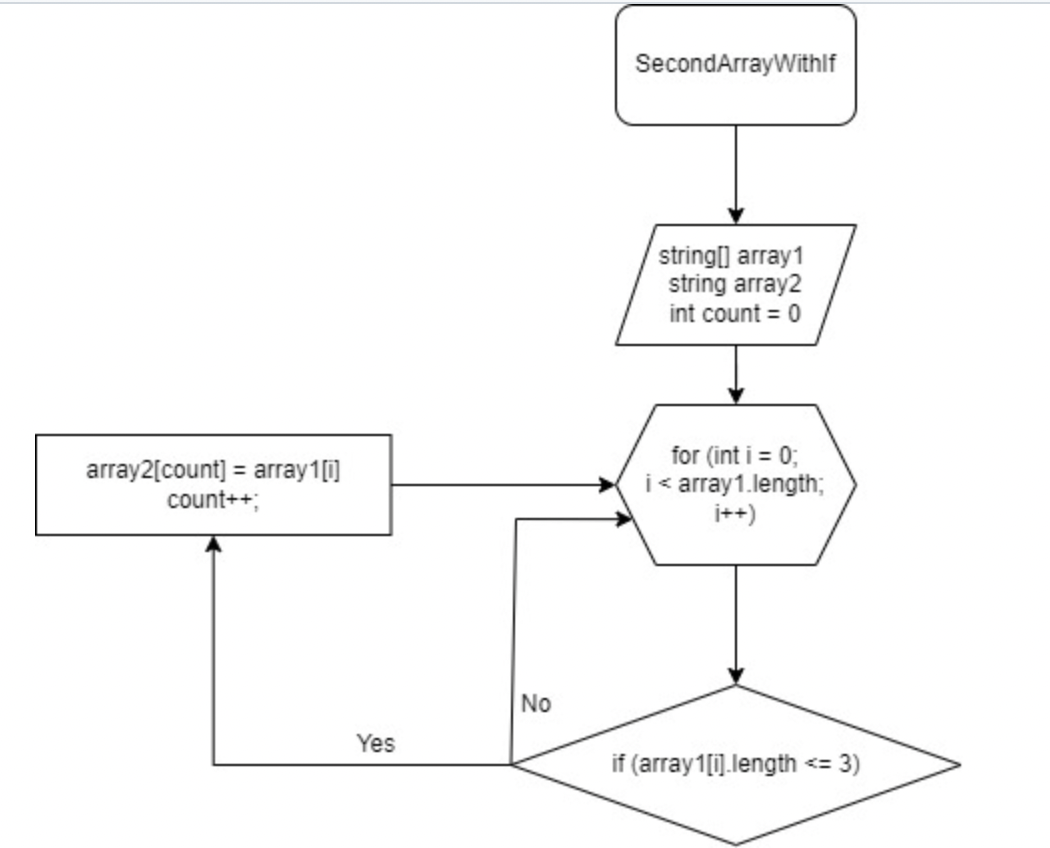 SecondArrayWithIf
string[] array1
string array2
int count = 0
for (int i = 0;
i < array1.length;
i++)
array2[count] = array1[i]
count++;
No
Yes
if (array1[i].length <= 3)